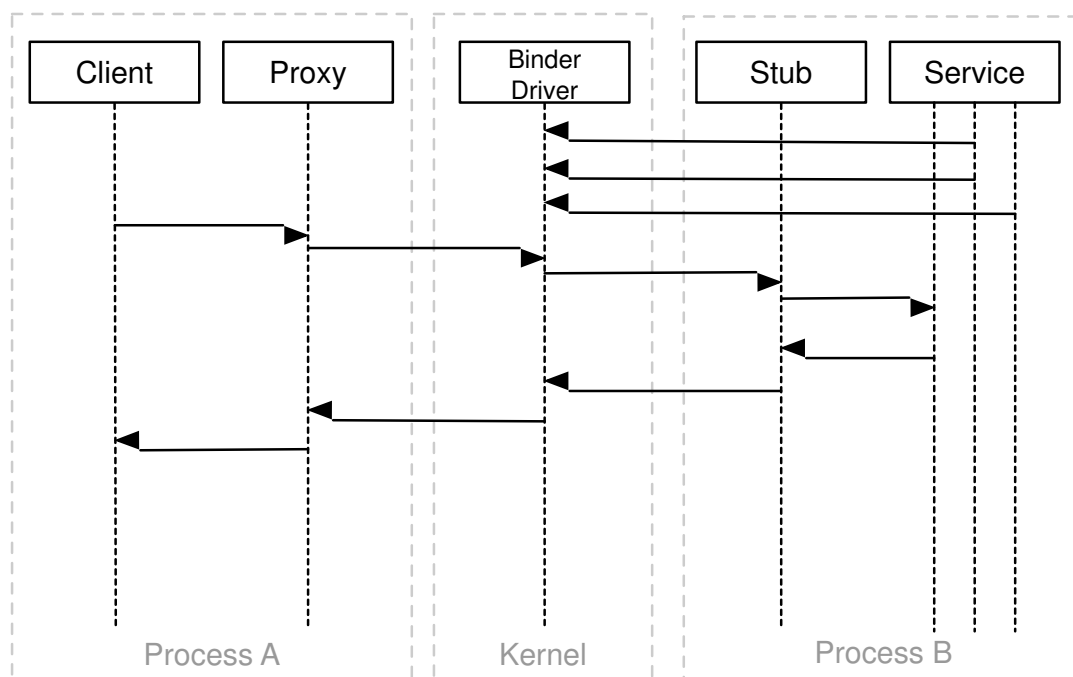 Client
Proxy
Binder
Driver
Stub
Service
Process A
Kernel
Process B